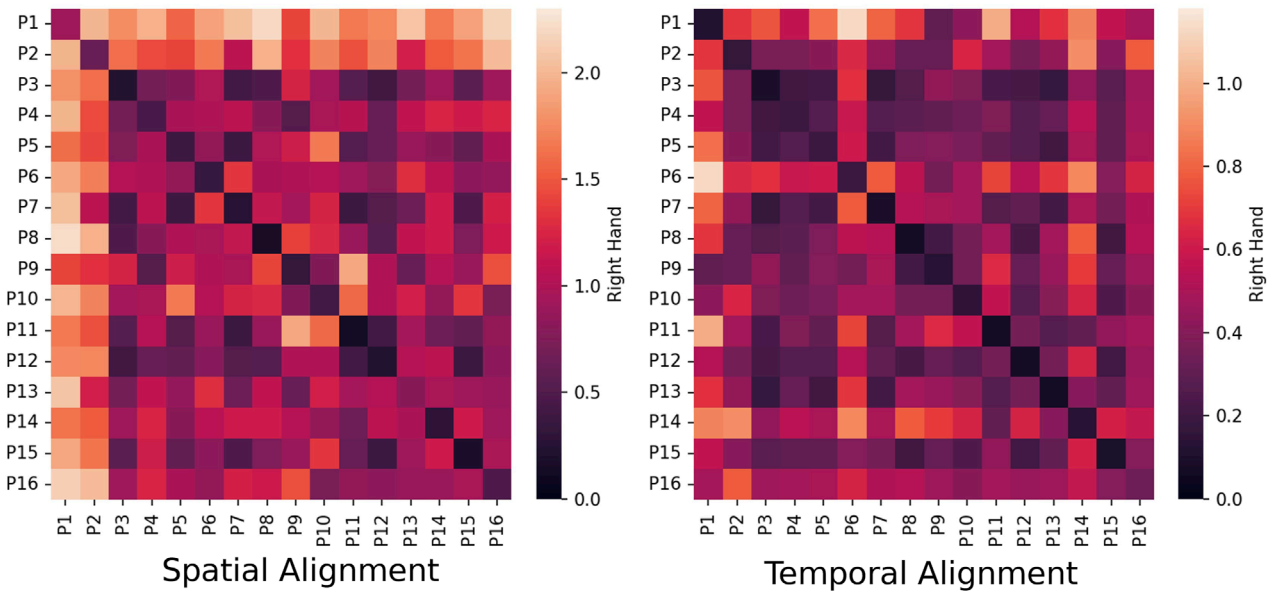 P1
P2
P3
P4
P5
P6
P7
P8
P9
P10
P11
P12
P13
P14
P15
P16
P1 P2 P3 P4 P5 P6 P7 P8 P9 P10 P11 P12 P13 P14 P15 P16
2.0
1.5
1.0
0.5
0.0
Right Hand
Spatial Alignment
P1
P2
P3
P4
P5
P6
P7
P8
P9
P10
P11
P12
P13
P14
P15
P16
P1 P2 P3 P4 P5 P6 P7 P8 P9 P10 P11 P12 P13 P14 P15 P16
1.0
0.8
0.6
0.4
0.2
0.0
Right Hand
Temporal Alignment